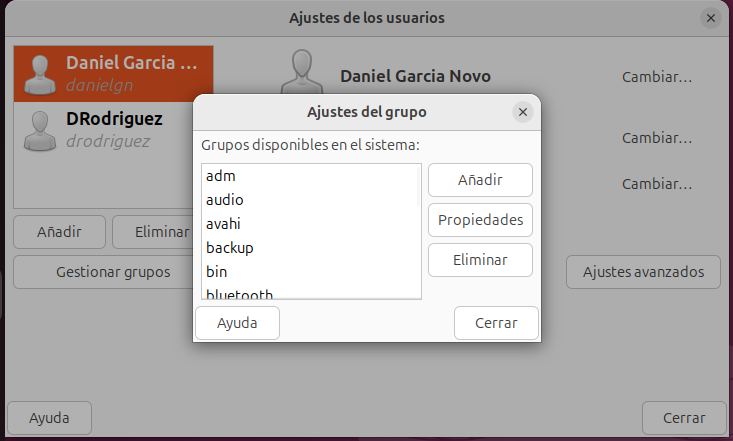 Ajustes de los usuarios
Daniel Garcia ...
danielgn
DRodriguez
drodriguez
Añadir
Eliminar
Gestionar grupos
Daniel Garcia Novo
Cambiar...
Cambiar...
Cambiar...
Ajustes avanzados
Ajustes del grupo
Grupos disponibles en el sistema:
adm
audio
avahi
backup
bin
bluetooth
Añadir
Propiedades
Eliminar
Ayuda
Cerrar
Ayuda
Cerrar